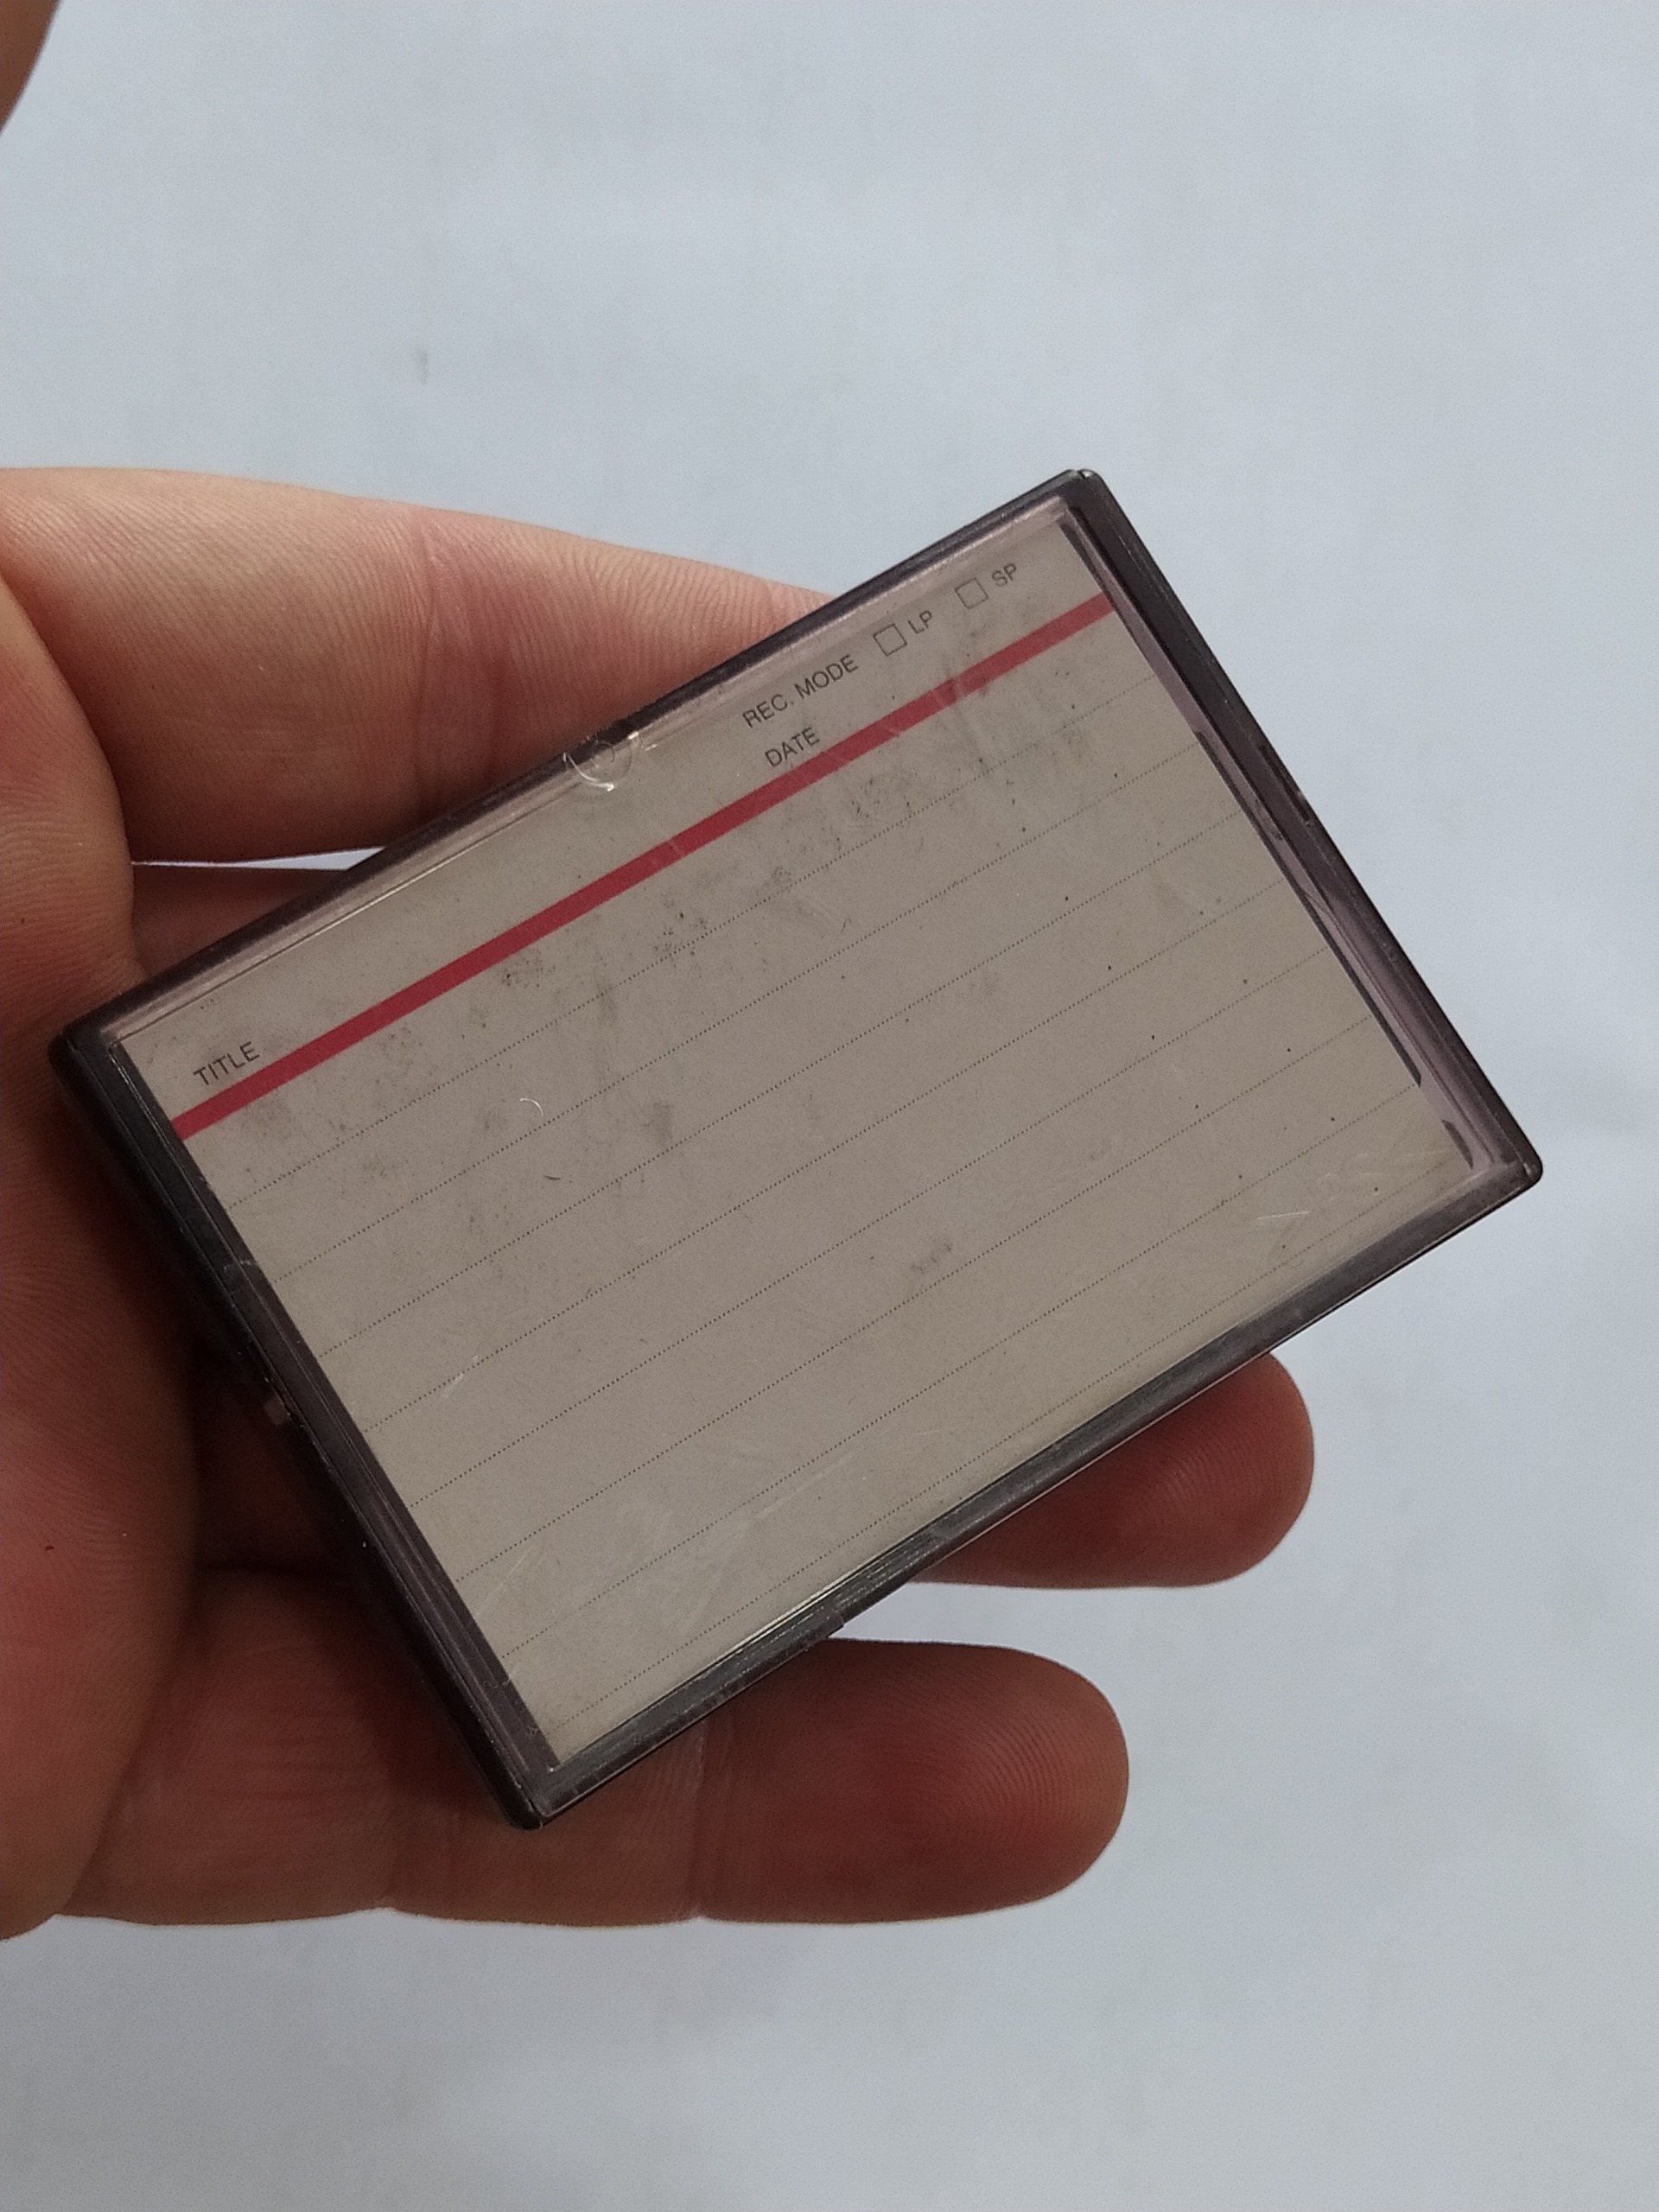 REC. MODE □ LP □ SP
TITLE DATE